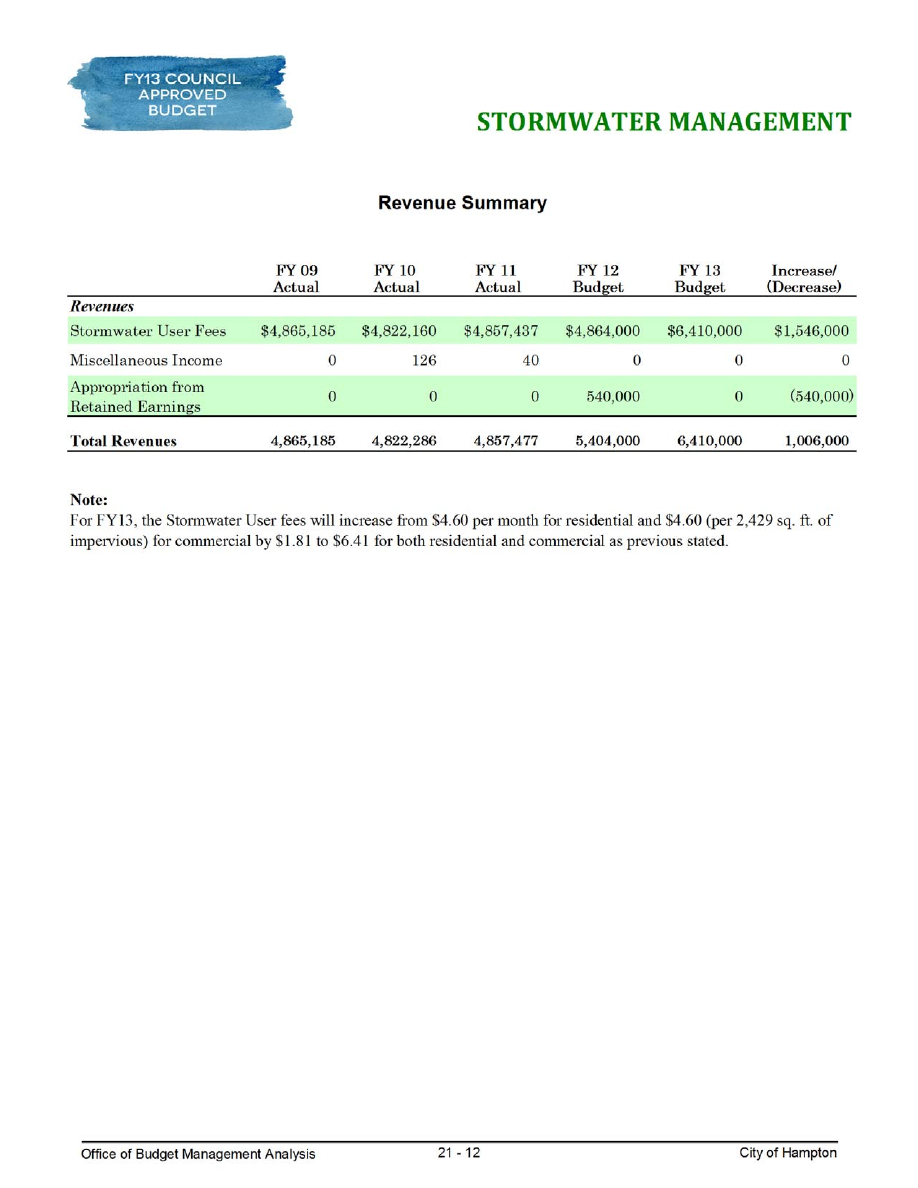 FY13 COUNCIL
APPROVED
BUDGET
STORMWATER MANAGEMENT
Revenue Summary
FY 09 FY 10 FY 11 FY 12 FY 13 Increase/
Actual Actual Actual Budget Budget (Decrease)
Revenues
Stormwater User Fees $4,865,185 $4,822,160 $4,857,437 $4,864,000 $6,410,000 $1,546,000
Miscellaneous Income 0 126 40 0 0 0
Appropriation from
Retained Earnings 0 0 0 540,000 0 (540,000)
Total Revenues 4,865,185 4,822,286 4,857,477 5,404,000 6,410,000 1,006,000
Note:
For FY13, the Stormwater User fees will increase from $4.60 per month for residential and $4.60 (per 2,429 sq. ft. of
impervious) for commercial by $1.81 to $6.41 for both residential and commercial as previous stated.
Office of Budget Management Analysis 21 - 12 City of Hampton